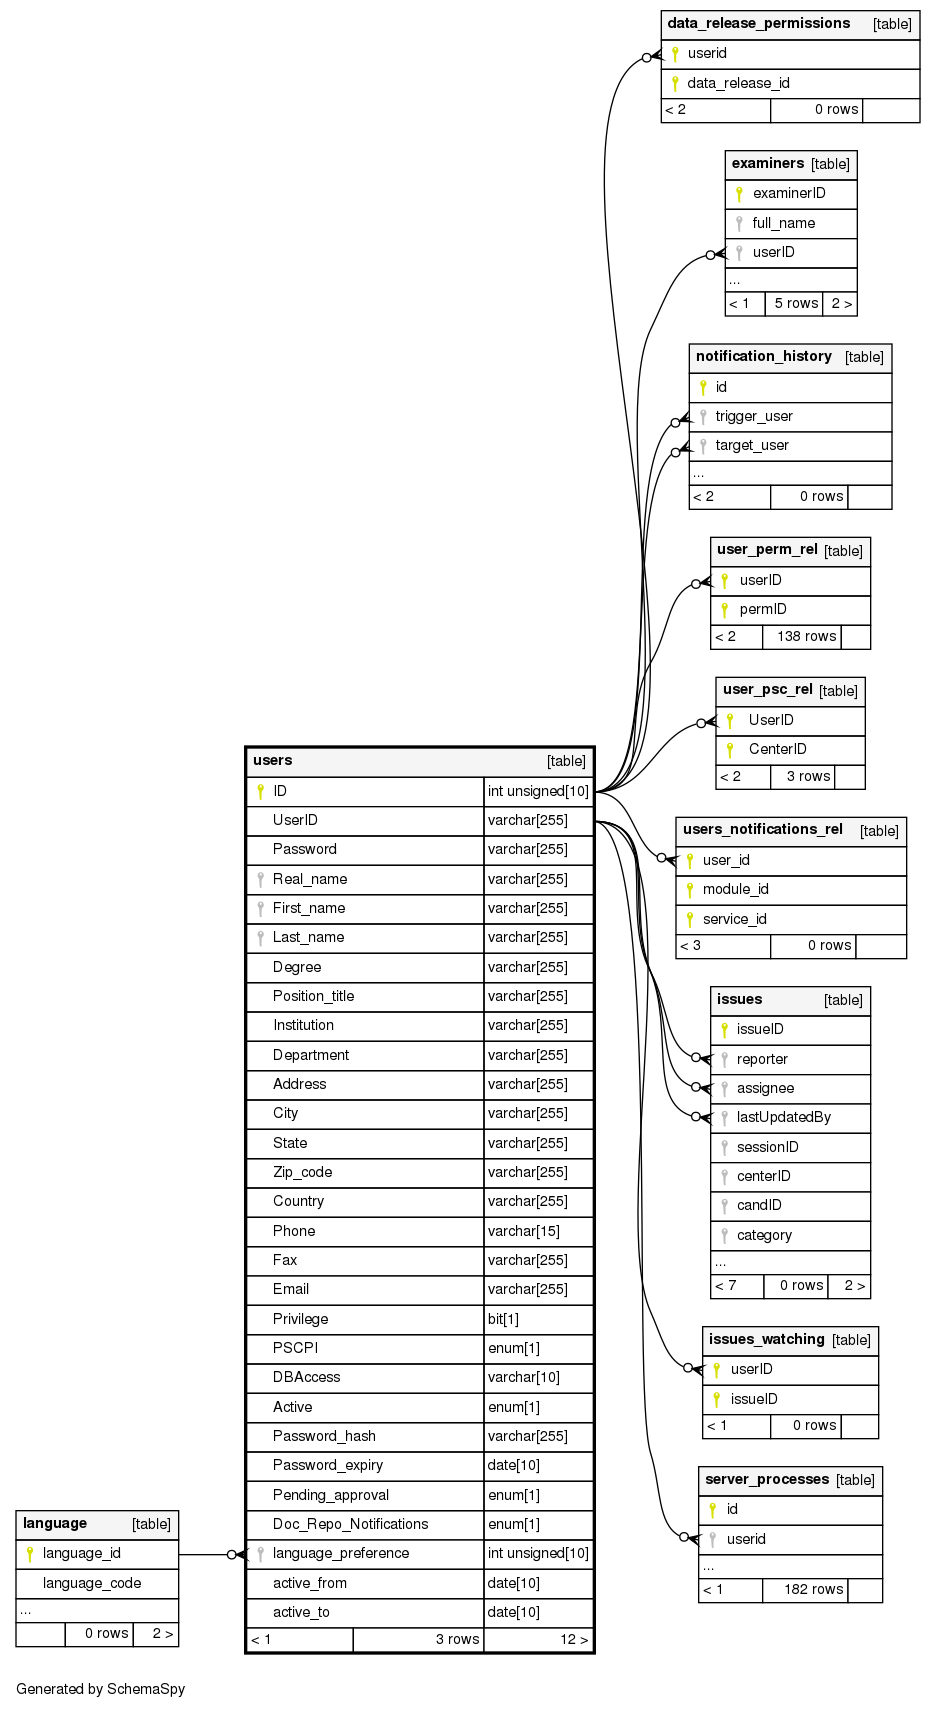 data_release_permissions [table]
userid
data_release_id
< 2 0 rows
examiners [table]
examinerID
full_name
userID
...
< 1 5 rows 2 >
notification_history [table]
id
trigger_user
target_user
...
< 2 0 rows
user_perm_rel [table]
userID
permID
< 2 138 rows
user_psc_rel [table]
UserID
CenterID
< 2 3 rows
users_notifications_rel [table]
user_id
module_id
service_id
< 3 0 rows
issues [table]
issueID
reporter
assignee
lastUpdatedBy
sessionID
centerID
candID
category
...
< 7 0 rows 2 >
issues_watching [table]
userID
issueID
< 1 0 rows
server_processes [table]
id
userid
...
< 1 182 rows
users [table]
ID int unsigned[10]
UserID varchar[255]
Password varchar[255]
Real_name varchar[255]
First_name varchar[255]
Last_name varchar[255]
Degree varchar[255]
Position_title varchar[255]
Institution varchar[255]
Department varchar[255]
Address varchar[255]
City varchar[255]
State varchar[255]
Zip_code varchar[255]
Country varchar[255]
Phone varchar[15]
Fax varchar[255]
Email varchar[255]
Privilege bit[1]
PSCPI enum[1]
DBAccess varchar[10]
Active enum[1]
Password_hash varchar[255]
Password_expiry date[10]
Pending_approval enum[1]
Doc_Repo_Notifications enum[1]
language_preference int unsigned[10]
active_from date[10]
active_to date[10]
< 1 3 rows 12 >
language [table]
language_id
language_code
...
0 rows 2 >
Generated by SchemaSpy